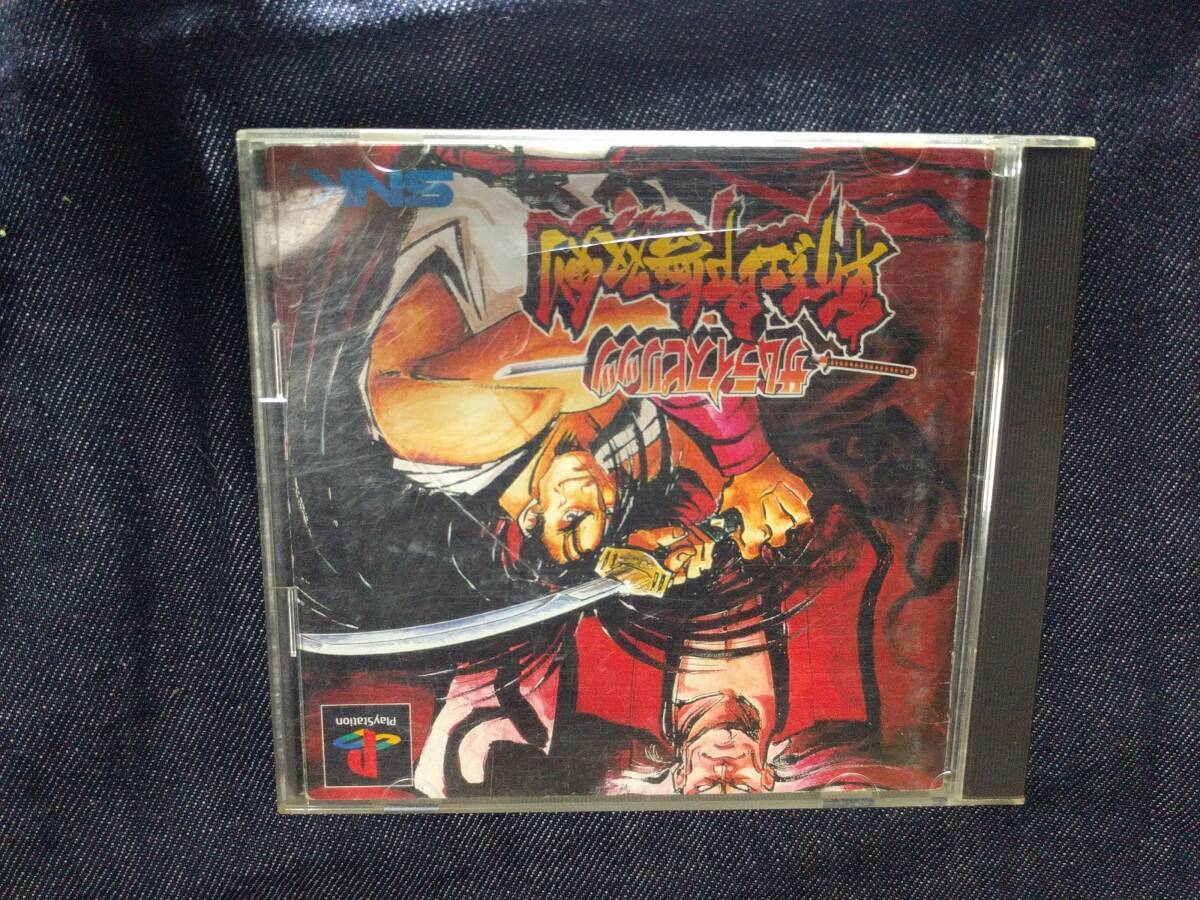 PlayStation
サムライスピリッツ
斬紅郎無双剣
SNK